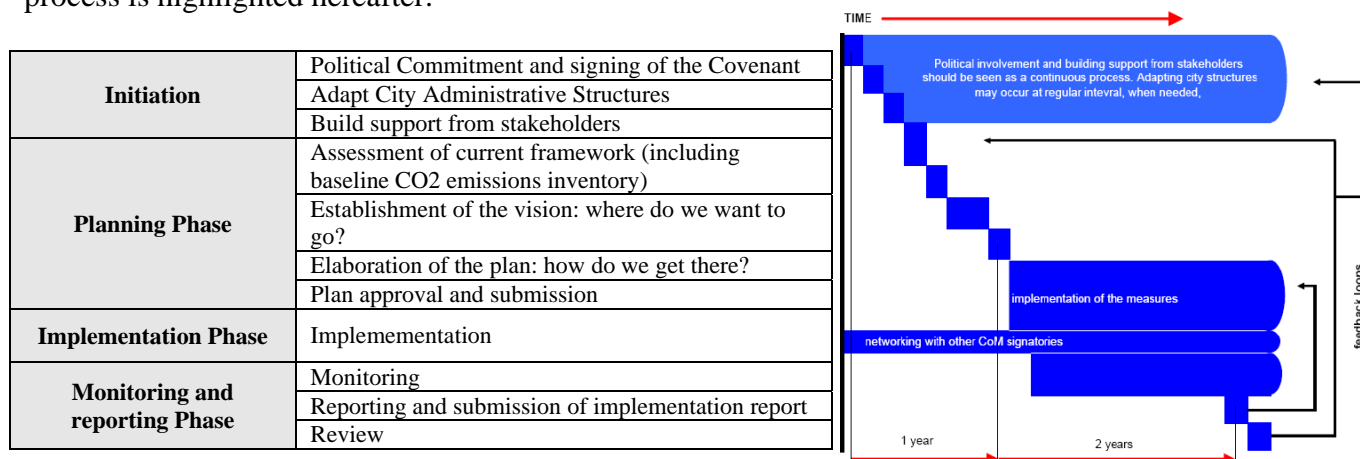 process is highlighted hereafter.
Initiation
Political Commitment and signing of the Covenant
Adapt City Administrative Structures
Build support from stakeholders
Planning Phase
Assessment of current framework (including
baseline CO2 emissions inventory)
Establishment of the vision: where do we want to
go?
Elaboration of the plan: how do we get there?
Plan approval and submission
Implementation Phase
Implemementation
Monitoring and
reporting Phase
Monitoring
Reporting and submission of implementation report
Review
TIME
Political involvement and building support from stakeholders
should be seen as a continuous process. Adapting city structures
may occur at regular intevral, when needed,
implementation of the measures
networking with other CoM signatories
1 year
2 years
feedback loops